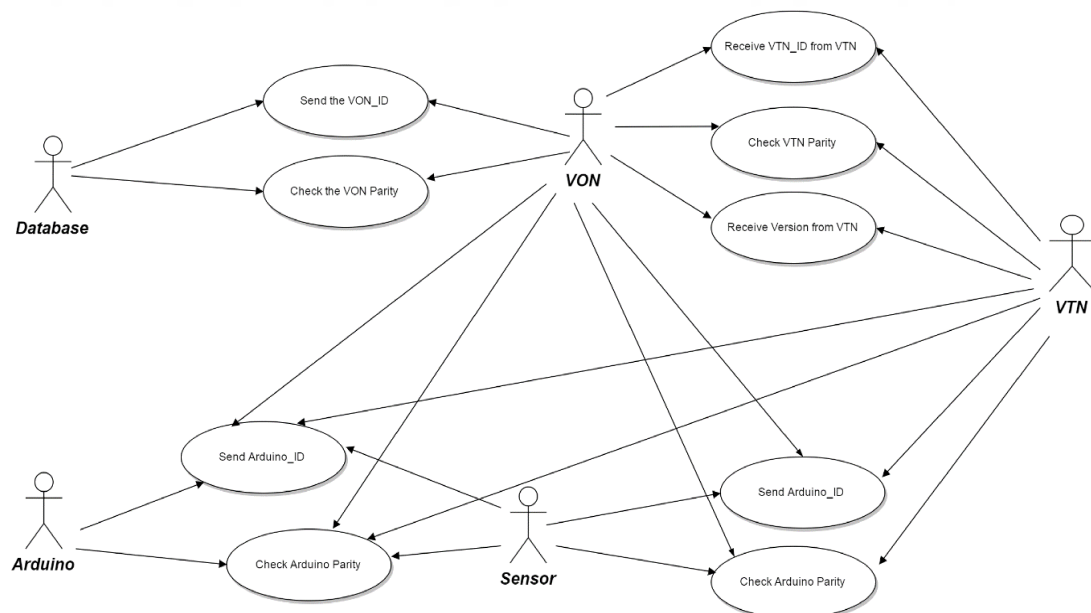 Receive VTN_ID from VTN
Send the VON_ID
Check VTN Parity
VON
Check the VON Parity
Database
Receive Version from VTN
VTN
Send Arduino_ID
Send Arduino_ID
Arduino
Check Arduino Parity
Sensor
Check Arduino Parity